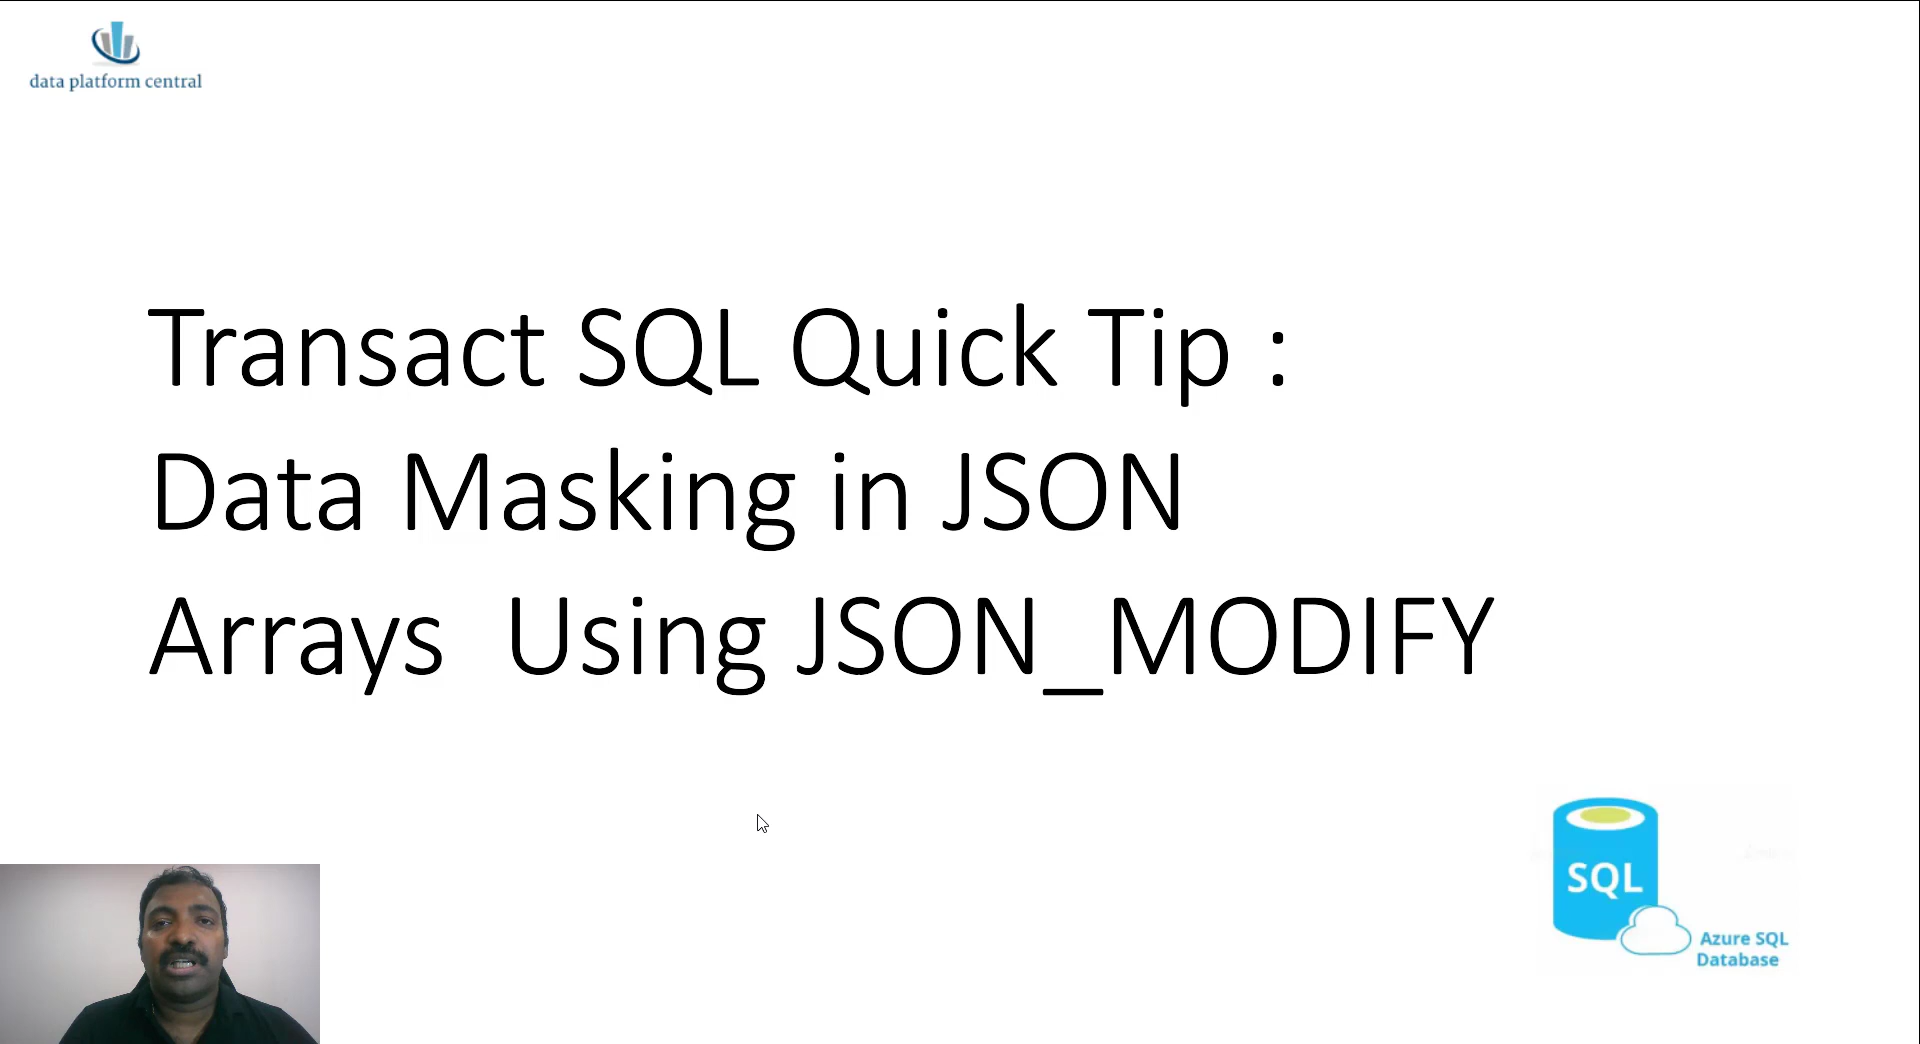 data platform central
Transact SQL Quick Tip :
Data Masking in JSON
Arrays  Using JSON_MODIFY
SQL
Azure SQL
Database